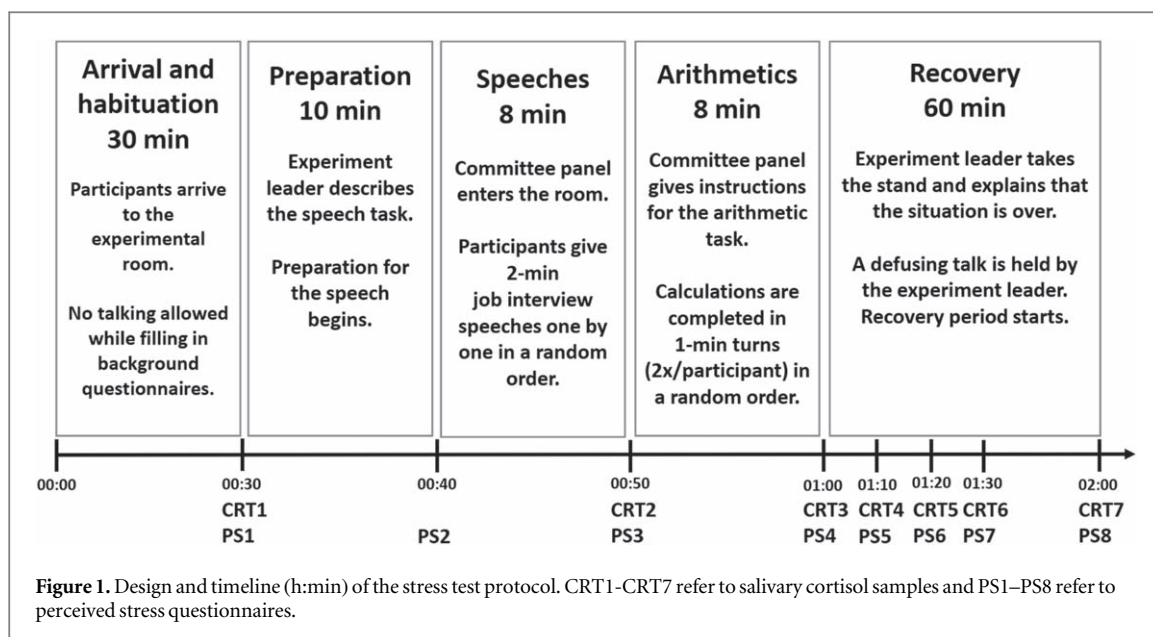 Arrival and
habituation
30 min
Participants arrive
to the
experimental
room.
No talking allowed
while filling in
background
questionnaires.
Preparation
10 min
Experiment
leader describes
the speech task.
Preparation for
the speech
begins.
Speeches
8 min
Committee panel
enters the room.
Participants give
2-min
job interview
speeches one by
one in a random
order.
Arithmetics
8 min
Committee panel
gives instructions
for the arithmetic
task.
Calculations are
completed in
1-min turns
(2x/participant) in
a random order.
Recovery
60 min
Experiment leader takes
the stand and explains that
the situation is over.
A defusing talk is held by
the experiment leader.
Recovery period starts.
00:00 00:30 00:40 00:50 01:00 01:10 01:20 01:30 02:00
CRT1 CRT2 CRT3 CRT4 CRT5 CRT6 CRT7
PS1 PS2 PS3 PS4 PS5 PS6 PS7 PS8
Figure 1. Design and timeline (h:min) of the stress test protocol. CRT1-CRT7 refer to salivary cortisol samples and PS1–PS8 refer to
perceived stress questionnaires.